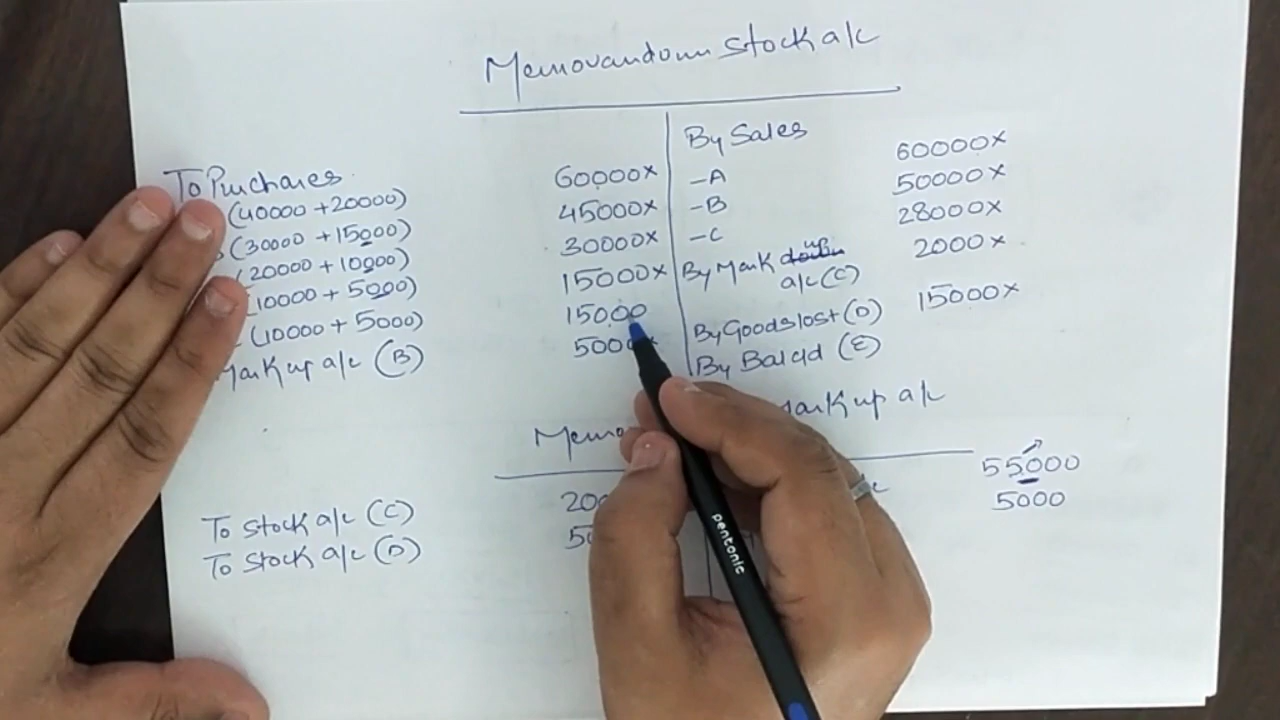 Memorandum Stock a/c
To Purchases
(40000 + 20000) 60000x
(30000 + 15000) 45000x
(20000 + 10000) 30000x
(10000 + 5000) 15000x
(10000 + 5000) 15000
Mark up a/c (B) 5000x
By Sales
-A 60000x
-B 50000x
-C 28000x
By Mark up a/c (C) 2000x
By Goods lost (D) 15000x
By Bal c/d (E)
mark up a/c
To Stock a/c (C)
To Stock a/c (D)
55000
5000
pentonic